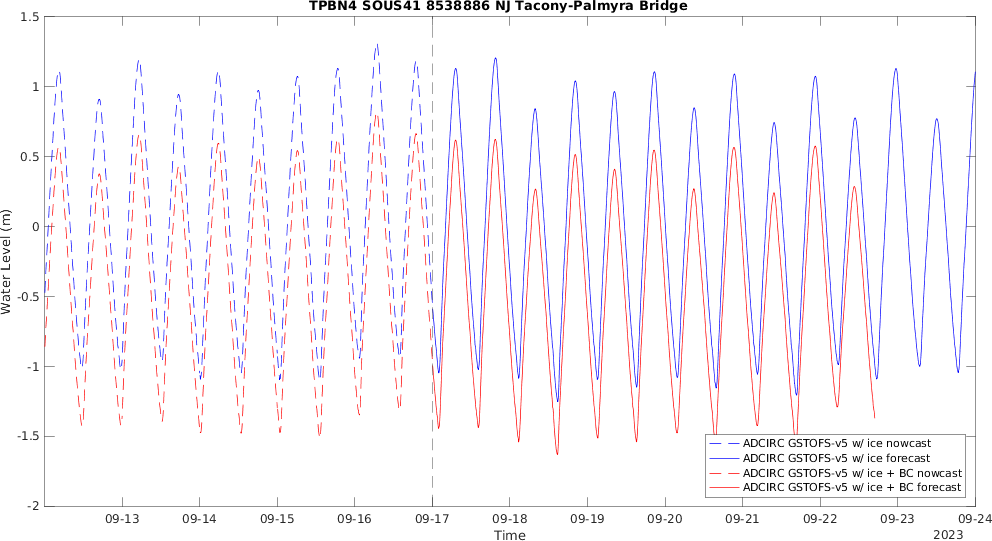 TPBN4 SOUS41 8538886 NJ Tacony-Palmyra Bridge
1.5
1
0.5
0
-0.5
-1
-1.5
-2
Water Level (m)
09-13 09-14 09-15 09-16 09-17 09-18 09-19 09-20 09-21 09-22 09-23 09-24
Time
2023
ADCIRC GSTOFS-v5 w/ ice nowcast
ADCIRC GSTOFS-v5 w/ ice forecast
ADCIRC GSTOFS-v5 w/ ice + BC nowcast
ADCIRC GSTOFS-v5 w/ ice + BC forecast